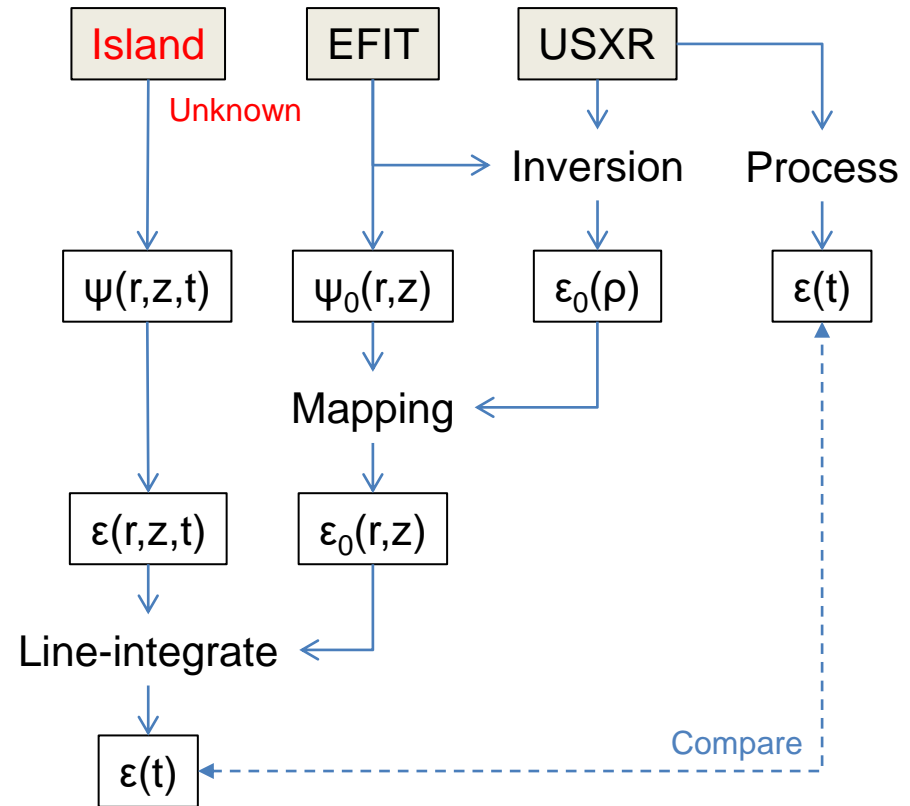 Island EFIT USXR
Unknown
Inversion Process
ψ(r,z,t) ψ₀(r,z) ε₀(ρ) ε(t)
Mapping
ε(r,z,t) ε₀(r,z)
Line-integrate
Compare
ε(t)